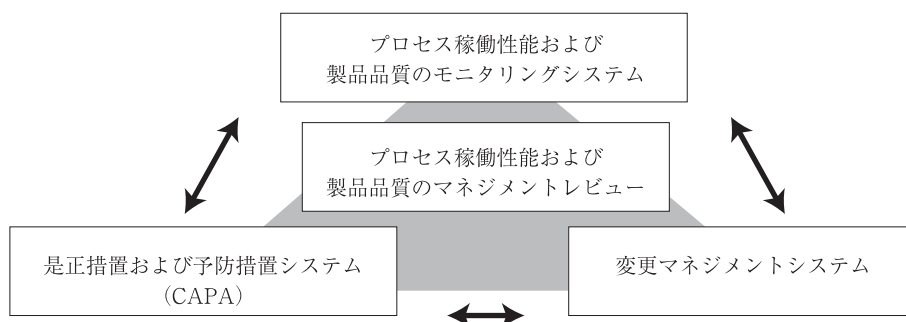 プロセス稼働性能および
製品品質のモニタリングシステム
プロセス稼働性能および
製品品質のマネジメントレビュー
是正措置および予防措置システム
（CAPA）
変更マネジメントシステム